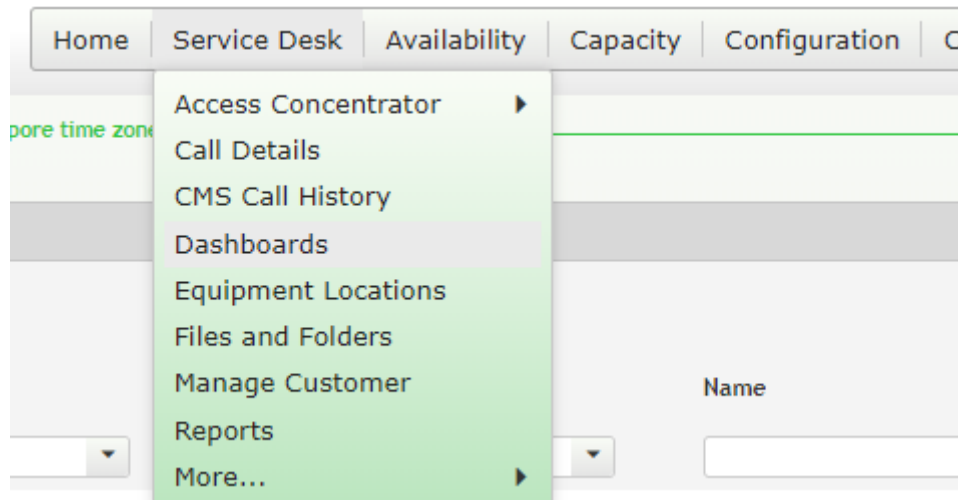 Home Service Desk Availability Capacity Configuration
Access Concentrator
pore time zone
Call Details
CMS Call History
Dashboards
Equipment Locations
Files and Folders
Manage Customer
Name
Reports
More...